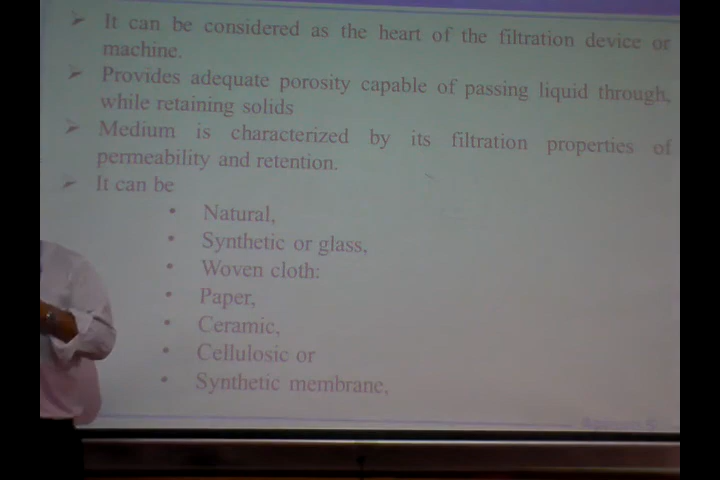 ➢ It can be considered as the heart of the filtration device or
machine.
➢ Provides adequate porosity capable of passing liquid through,
while retaining solids
➢ Medium is characterized by its filtration properties of
permeability and retention.
➢ It can be
• Natural,
• Synthetic or glass,
• Woven cloth:
• Paper,
• Ceramic,
• Cellulosic or
• Synthetic membrane,